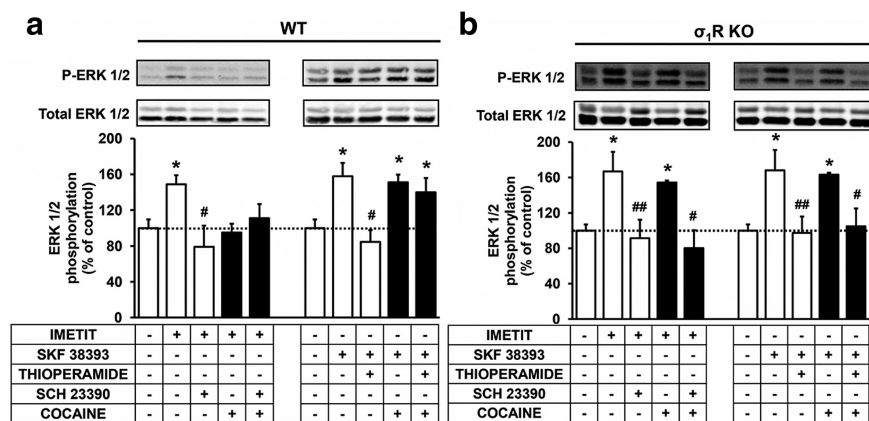 a
WT
P-ERK 1/2
Total ERK 1/2
ERK 1/2
phosphorylation
(% of control)
200
160
120
80
40
0
* # * # * *
IMETIT - + + + + - - - - -
SKF 38393 - - - - - - + + + +
THIOPERAMIDE - - - - - - - + - +
SCH 23390 - - + - + - - - - -
COCAINE - - - + + - - - + +
b
σ₁R KO
P-ERK 1/2
Total ERK 1/2
ERK 1/2
phosphorylation
(% of control)
200
160
120
80
40
0
* ## * # * ## * #
IMETIT - + + + + - - - - -
SKF 38393 - - - - - - + + + +
THIOPERAMIDE - - - - - - - + - +
SCH 23390 - - + - + - - - - -
COCAINE - - - + + - - - + +